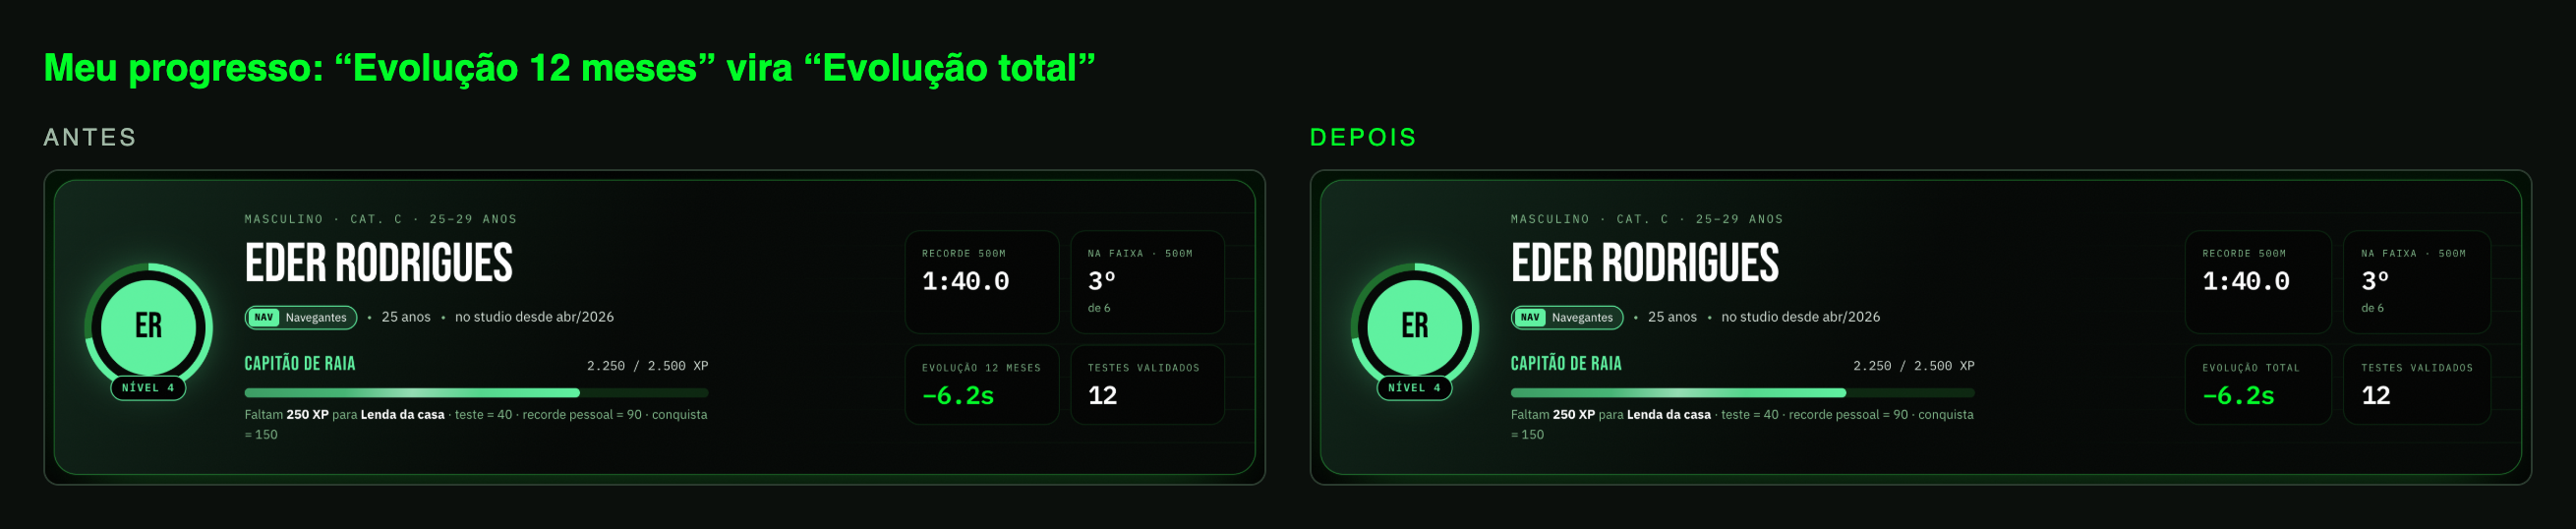 Meu progresso: “Evolução 12 meses” vira “Evolução total”
ANTES
MASCULINO · CAT. C · 25–29 ANOS
EDER RODRIGUES
ER
NÍVEL 4
NAV Navegantes • 25 anos • no studio desde abr/2026
CAPITÃO DE RAIA 2.250 / 2.500 XP
Faltam 250 XP para Lenda da casa · teste = 40 · recorde pessoal = 90 · conquista
= 150
RECORDE 500M
1:40.0
NA FAIXA · 500M
3º
de 6
EVOLUÇÃO 12 MESES
−6.2s
TESTES VALIDADOS
12
DEPOIS
MASCULINO · CAT. C · 25–29 ANOS
EDER RODRIGUES
ER
NÍVEL 4
NAV Navegantes • 25 anos • no studio desde abr/2026
CAPITÃO DE RAIA 2.250 / 2.500 XP
Faltam 250 XP para Lenda da casa · teste = 40 · recorde pessoal = 90 · conquista
= 150
RECORDE 500M
1:40.0
NA FAIXA · 500M
3º
de 6
EVOLUÇÃO TOTAL
−6.2s
TESTES VALIDADOS
12